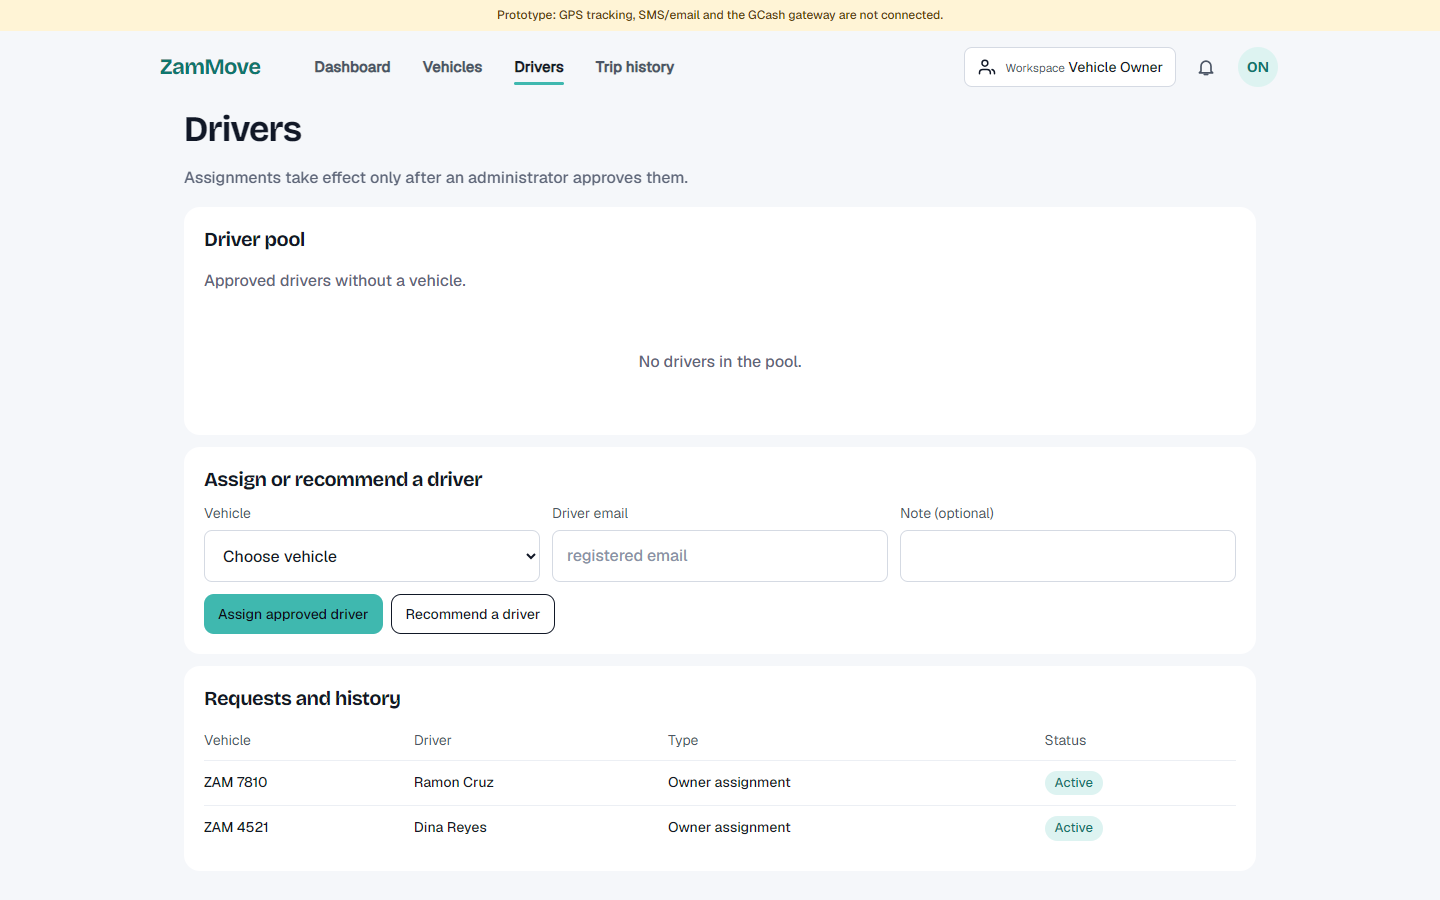 Prototype: GPS tracking, SMS/email and the GCash gateway are not connected.
ZamMove Dashboard Vehicles Drivers Trip history Workspace Vehicle Owner ON
Drivers
Assignments take effect only after an administrator approves them.
Driver pool
Approved drivers without a vehicle.
No drivers in the pool.
Assign or recommend a driver
Vehicle Driver email Note (optional)
Choose vehicle registered email
Assign approved driver Recommend a driver
Requests and history
Vehicle Driver Type Status
ZAM 7810 Ramon Cruz Owner assignment Active
ZAM 4521 Dina Reyes Owner assignment Active